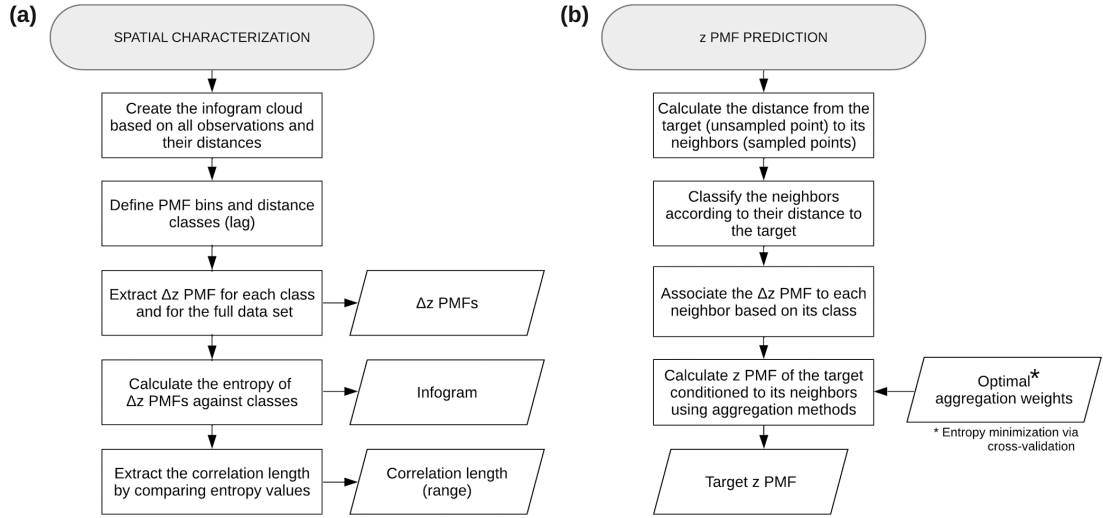 (a)
SPATIAL CHARACTERIZATION
Create the infogram cloud
based on all observations and
their distances
Define PMF bins and distance
classes (lag)
Extract Δz PMF for each class
and for the full data set
Δz PMFs
Calculate the entropy of
Δz PMFs against classes
Infogram
Extract the correlation length
by comparing entropy values
Correlation length
(range)
(b)
z PMF PREDICTION
Calculate the distance from the
target (unsampled point) to its
neighbors (sampled points)
Classify the neighbors
according to their distance to
the target
Associate the Δz PMF to each
neighbor based on its class
Calculate z PMF of the target
conditioned to its neighbors
using aggregation methods
Optimal*
aggregation weights
* Entropy minimization via
cross-validation
Target z PMF